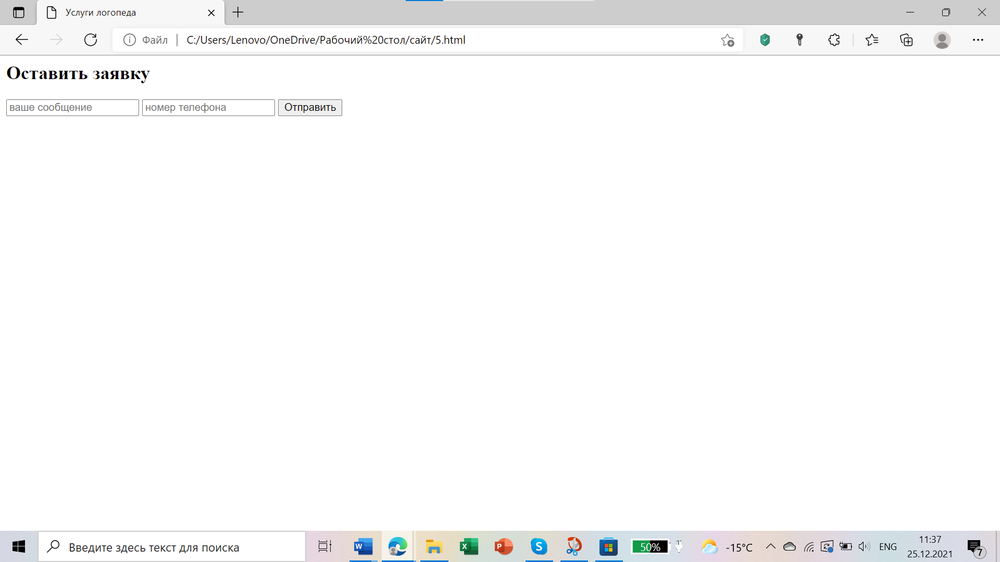 Услуги логопеда
Файл
C:/Users/Lenovo/OneDrive/Рабочий%20стол/сайт/5.html
Оставить заявку
ваше сообщение номер телефона Отправить
Введите здесь текст для поиска
W
X
P
S
50%
-15°C
ENG
11:37
25.12.2021
7